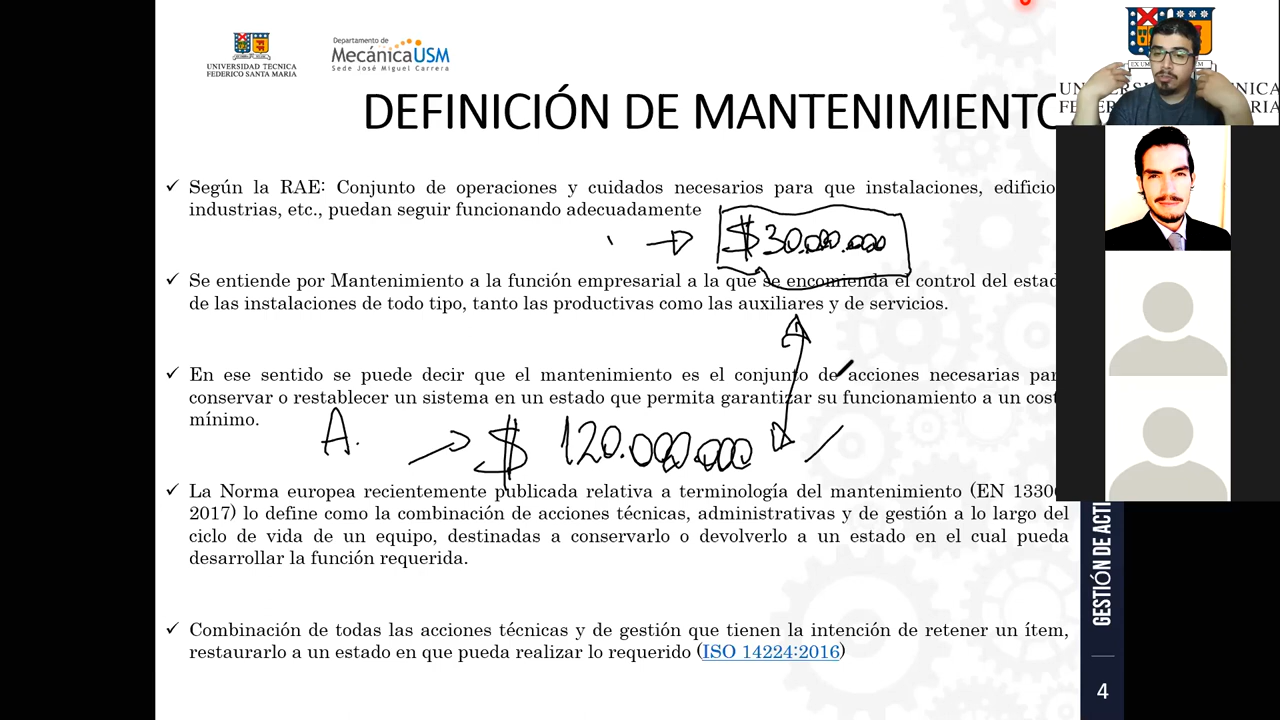 UNIVERSIDAD TECNICA
FEDERICO SANTA MARIA
Departamento de
MecánicaUSM
Sede José Miguel Carrera
DEFINICIÓN DE MANTENIMIENTO
✓ Según la RAE: Conjunto de operaciones y cuidados necesarios para que instalaciones, edificio
industrias, etc., puedan seguir funcionando adecuadamente
$30.000.000
✓ Se entiende por Mantenimiento a la función empresarial a la que se encomienda el control del estad
de las instalaciones de todo tipo, tanto las productivas como las auxiliares y de servicios.
✓ En ese sentido se puede decir que el mantenimiento es el conjunto de acciones necesarias par
conservar o restablecer un sistema en un estado que permita garantizar su funcionamiento a un cost
mínimo.
A. $ 120.000.000
✓ La Norma europea recientemente publicada relativa a terminología del mantenimiento (EN 1330
2017) lo define como la combinación de acciones técnicas, administrativas y de gestión a lo largo del
ciclo de vida de un equipo, destinadas a conservarlo o devolverlo a un estado en el cual pueda
desarrollar la función requerida.
✓ Combinación de todas las acciones técnicas y de gestión que tienen la intención de retener un ítem,
restaurarlo a un estado en que pueda realizar lo requerido (ISO 14224:2016)
GESTIÓN DE ACTI
4